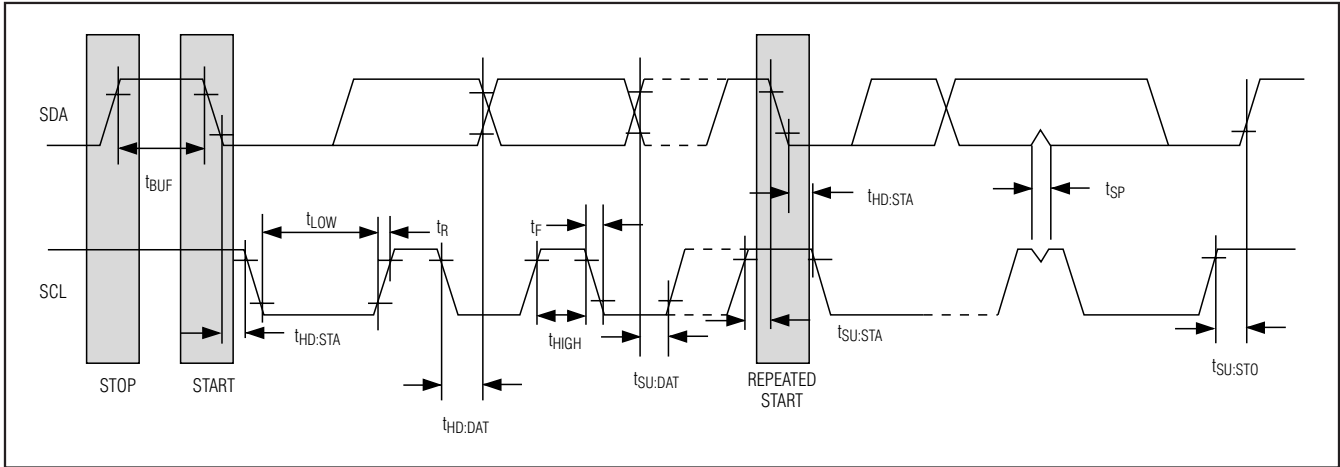 SDA
tBUF
tLOW
tR
tF
tHD:STA
tSP
SCL
tHD:STA
tHIGH
tSU:DAT
tSU:STA
tSU:STO
STOP
START
REPEATED
START
tHD:DAT